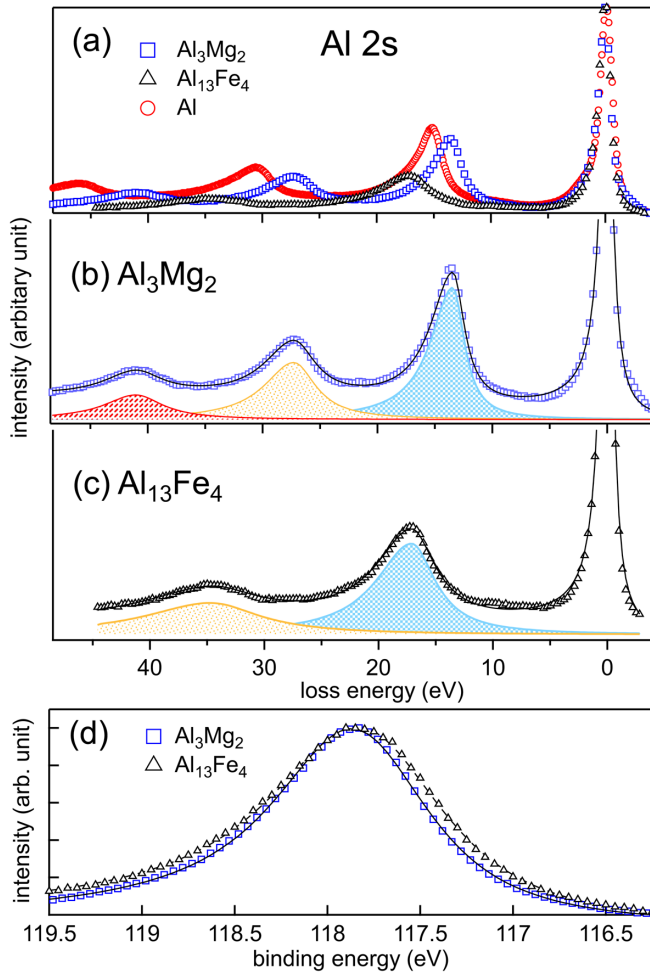 (a) Al 2s
Al₃Mg₂
Al₁₃Fe₄
Al
(b) Al₃Mg₂
(c) Al₁₃Fe₄
intensity (arbitary unit)
40 30 20 10 0
loss energy (eV)
(d)
Al₃Mg₂
Al₁₃Fe₄
intensity (arb. unit)
119.5 119 118.5 118 117.5 117 116.5
binding energy (eV)